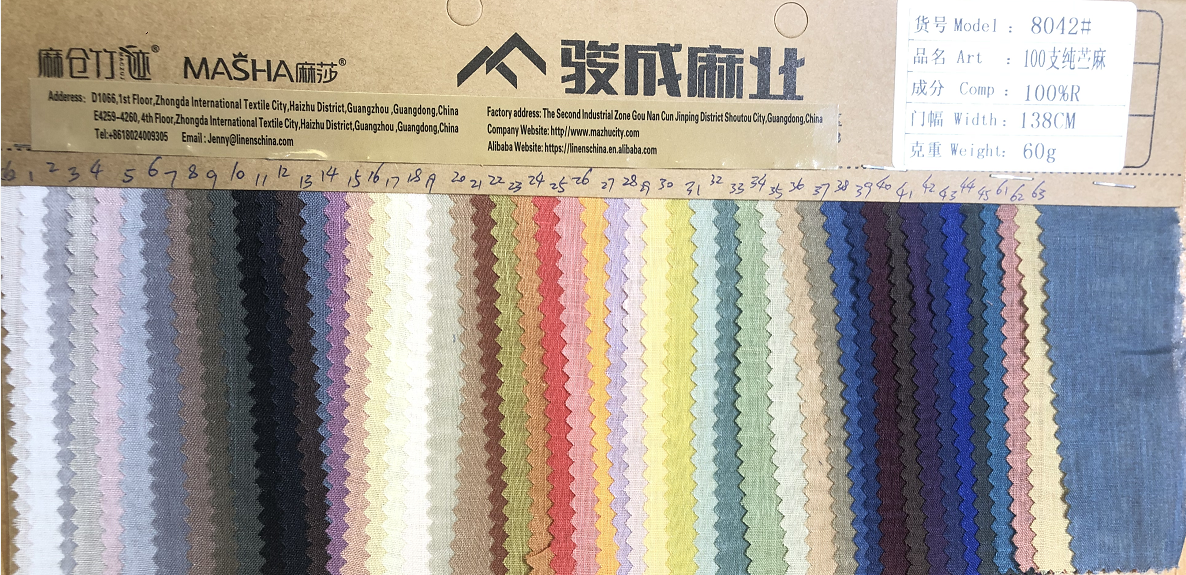 麻仓竹迹®
MASHA麻莎®
骏成麻业
Adderess: D1066,1st Floor,Zhongda International Textile City,Haizhu District,Guangzhou ,Guangdong,China
E4259-4260, 4th Floor,Zhongda International Textile City,Haizhu District,Guangzhou ,Guangdong,China
Tel:+8618024009305 Email : Jenny@linenschina.com
Factory address: The Second Industrial Zone Gou Nan Cun Jinping District Shoutou City,Guangdong,China
Company Website: http//www.mazhucity.com
Alibaba Website: https://linenschina.en.alibaba.com
货号 Model : 8042#
品名 Art : 100支纯苎麻
成分 Comp : 100%R
门幅 Width : 138CM
克重 Weight: 60g
1 2 3 4 5 6 7 8 9 10 11 12 13 14 15 16 17 18 19 20 21 22 23 24 25 26 27 28 29 30 31 32 33 34 35 36 37 38 39 40 41 42 43 44 45 61 62 63